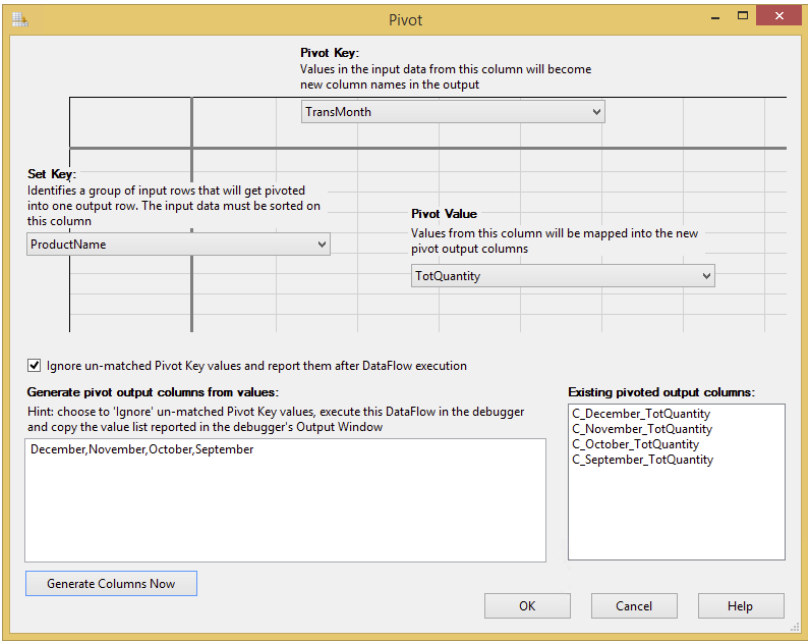 Pivot
Pivot Key:
Values in the input data from this column will become
new column names in the output
TransMonth
Set Key:
Identifies a group of input rows that will get pivoted
into one output row. The input data must be sorted on
this column
ProductName
Pivot Value
Values from this column will be mapped into the new
pivot output columns
TotQuantity
Ignore un-matched Pivot Key values and report them after DataFlow execution
Generate pivot output columns from values:
Hint: choose to 'Ignore' un-matched Pivot Key values, execute this DataFlow in the debugger
and copy the value list reported in the debugger's Output Window
December,November,October,September
Existing pivoted output columns:
C_December_TotQuantity
C_November_TotQuantity
C_October_TotQuantity
C_September_TotQuantity
Generate Columns Now
OK
Cancel
Help